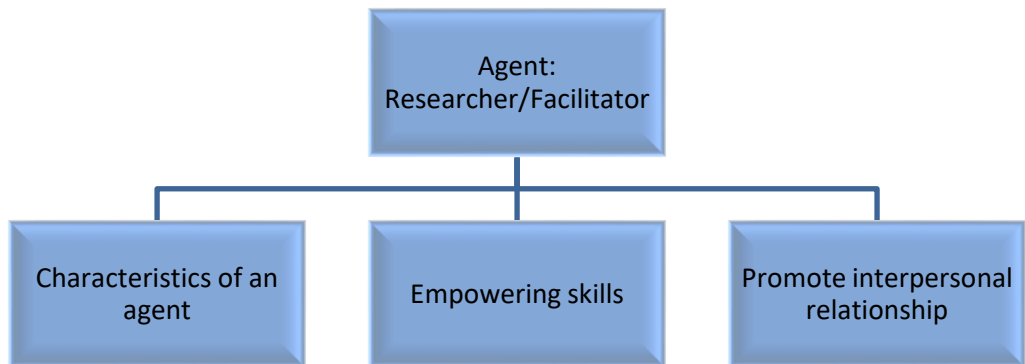 Agent:
Researcher/Facilitator
Characteristics of an
agent
Empowering skills
Promote interpersonal
relationship